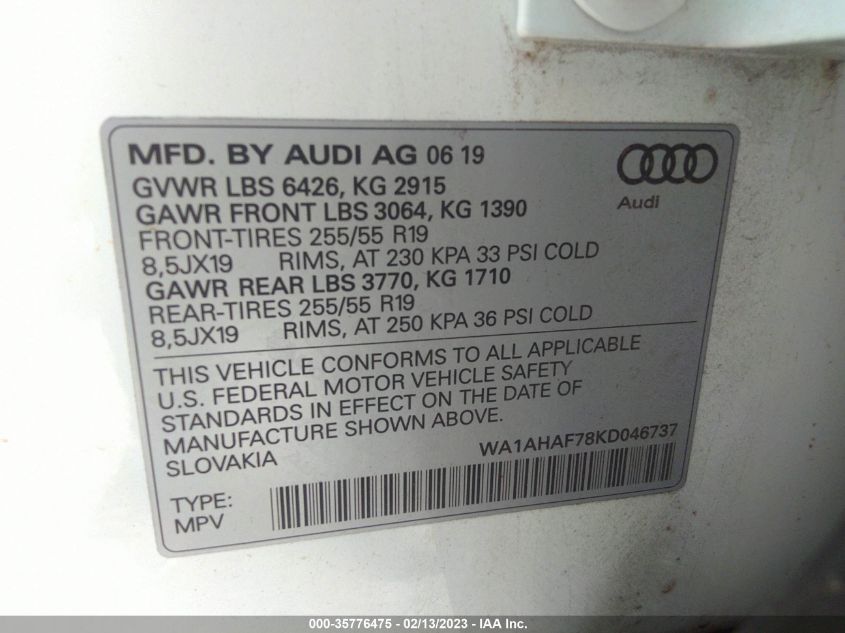 MFD. BY AUDI AG 06 19
GVWR LBS 6426, KG 2915
GAWR FRONT LBS 3064, KG 1390
FRONT-TIRES 255/55 R19
8,5JX19 RIMS, AT 230 KPA 33 PSI COLD
GAWR REAR LBS 3770, KG 1710
REAR-TIRES 255/55 R19
8,5JX19 RIMS, AT 250 KPA 36 PSI COLD
Audi
THIS VEHICLE CONFORMS TO ALL APPLICABLE
U.S. FEDERAL MOTOR VEHICLE SAFETY
STANDARDS IN EFFECT ON THE DATE OF
MANUFACTURE SHOWN ABOVE.
SLOVAKIA
WA1AHAF78KD046737
TYPE:
MPV
000-35776475 — 02/13/2023 — IAA Inc.